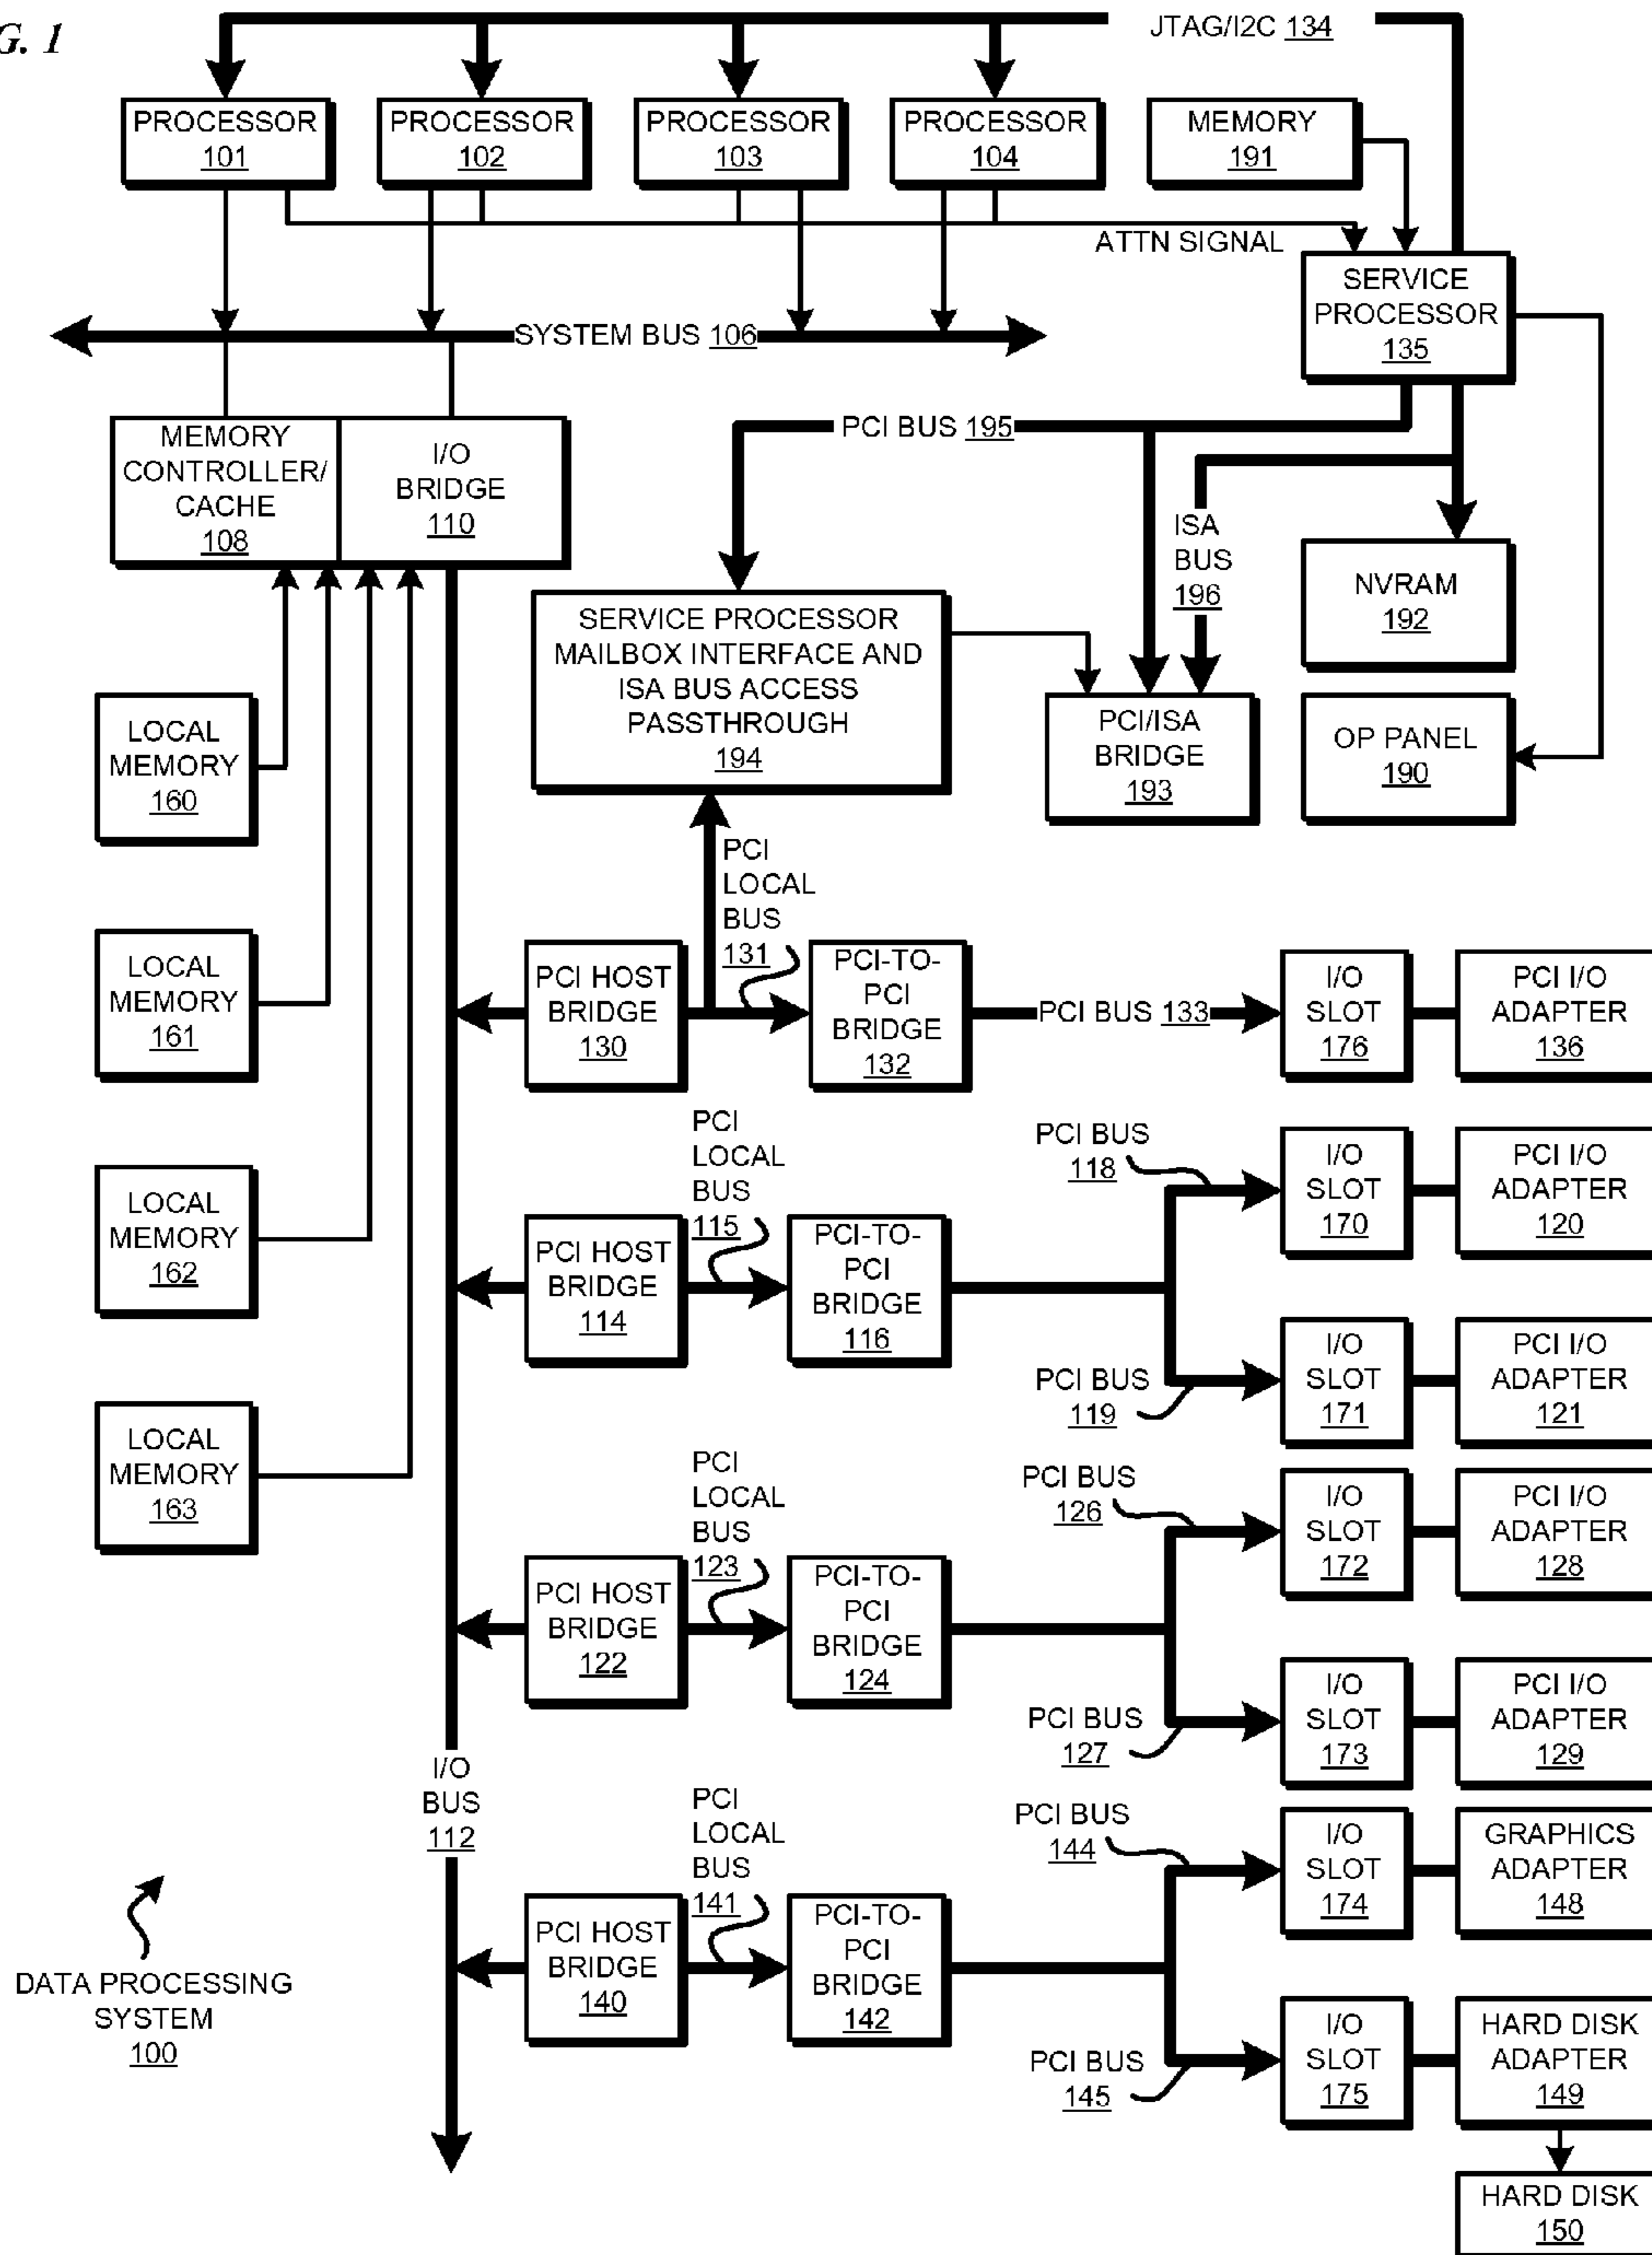 G. 1
JTAG/I2C 134
PROCESSOR
101
PROCESSOR
102
PROCESSOR
103
PROCESSOR
104
MEMORY
191
ATTN SIGNAL
SERVICE
PROCESSOR
135
SYSTEM BUS 106
MEMORY
CONTROLLER/
CACHE
108
I/O
BRIDGE
110
PCI BUS 195
ISA
BUS
196
NVRAM
192
SERVICE PROCESSOR
MAILBOX INTERFACE AND
ISA BUS ACCESS
PASSTHROUGH
194
PCI/ISA
BRIDGE
193
OP PANEL
190
LOCAL
MEMORY
160
LOCAL
MEMORY
161
LOCAL
MEMORY
162
LOCAL
MEMORY
163
PCI
LOCAL
BUS
131
PCI HOST
BRIDGE
130
PCI-TO-
PCI
BRIDGE
132
PCI BUS 133
I/O
SLOT
176
PCI I/O
ADAPTER
136
PCI
LOCAL
BUS
115
PCI HOST
BRIDGE
114
PCI-TO-
PCI
BRIDGE
116
PCI BUS
118
I/O
SLOT
170
PCI I/O
ADAPTER
120
PCI BUS
119
I/O
SLOT
171
PCI I/O
ADAPTER
121
PCI
LOCAL
BUS
123
PCI HOST
BRIDGE
122
PCI-TO-
PCI
BRIDGE
124
PCI BUS
126
I/O
SLOT
172
PCI I/O
ADAPTER
128
PCI BUS
127
I/O
SLOT
173
PCI I/O
ADAPTER
129
I/O
BUS
112
PCI
LOCAL
BUS
141
PCI HOST
BRIDGE
140
PCI-TO-
PCI
BRIDGE
142
PCI BUS
144
I/O
SLOT
174
GRAPHICS
ADAPTER
148
PCI BUS
145
I/O
SLOT
175
HARD DISK
ADAPTER
149
HARD DISK
150
DATA PROCESSING
SYSTEM
100